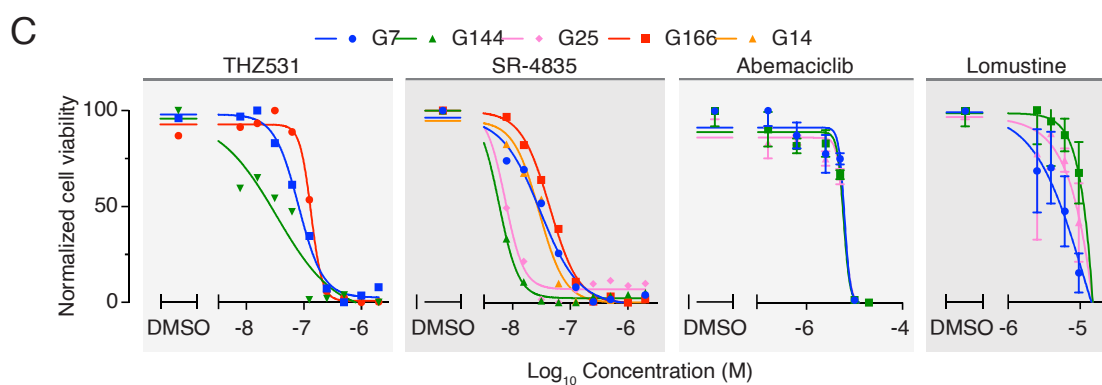 C
G7 G144 G25 G166 G14
THZ531 SR-4835 Abemaciclib Lomustine
Normalized cell viability
100
50
0
DMSO -8 -7 -6 DMSO -8 -7 -6 DMSO -6 -4 DMSO -6 -5
Log10 Concentration (M)